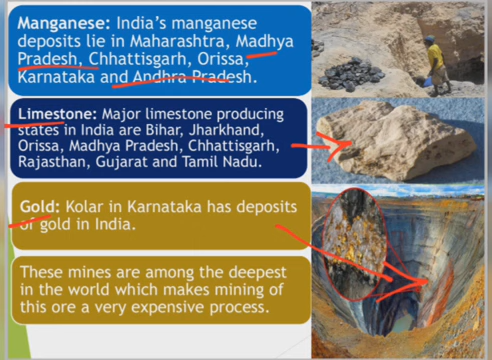 Manganese: India's manganese
deposits lie in Maharashtra, Madhya
Pradesh, Chhattisgarh, Orissa,
Karnataka and Andhra Pradesh.
Limestone: Major limestone producing
states in India are Bihar, Jharkhand,
Orissa, Madhya Pradesh, Chhattisgarh,
Rajasthan, Gujarat and Tamil Nadu.
Gold: Kolar in Karnataka has deposits
of gold in India.
These mines are among the deepest
in the world which makes mining of
this ore a very expensive process.